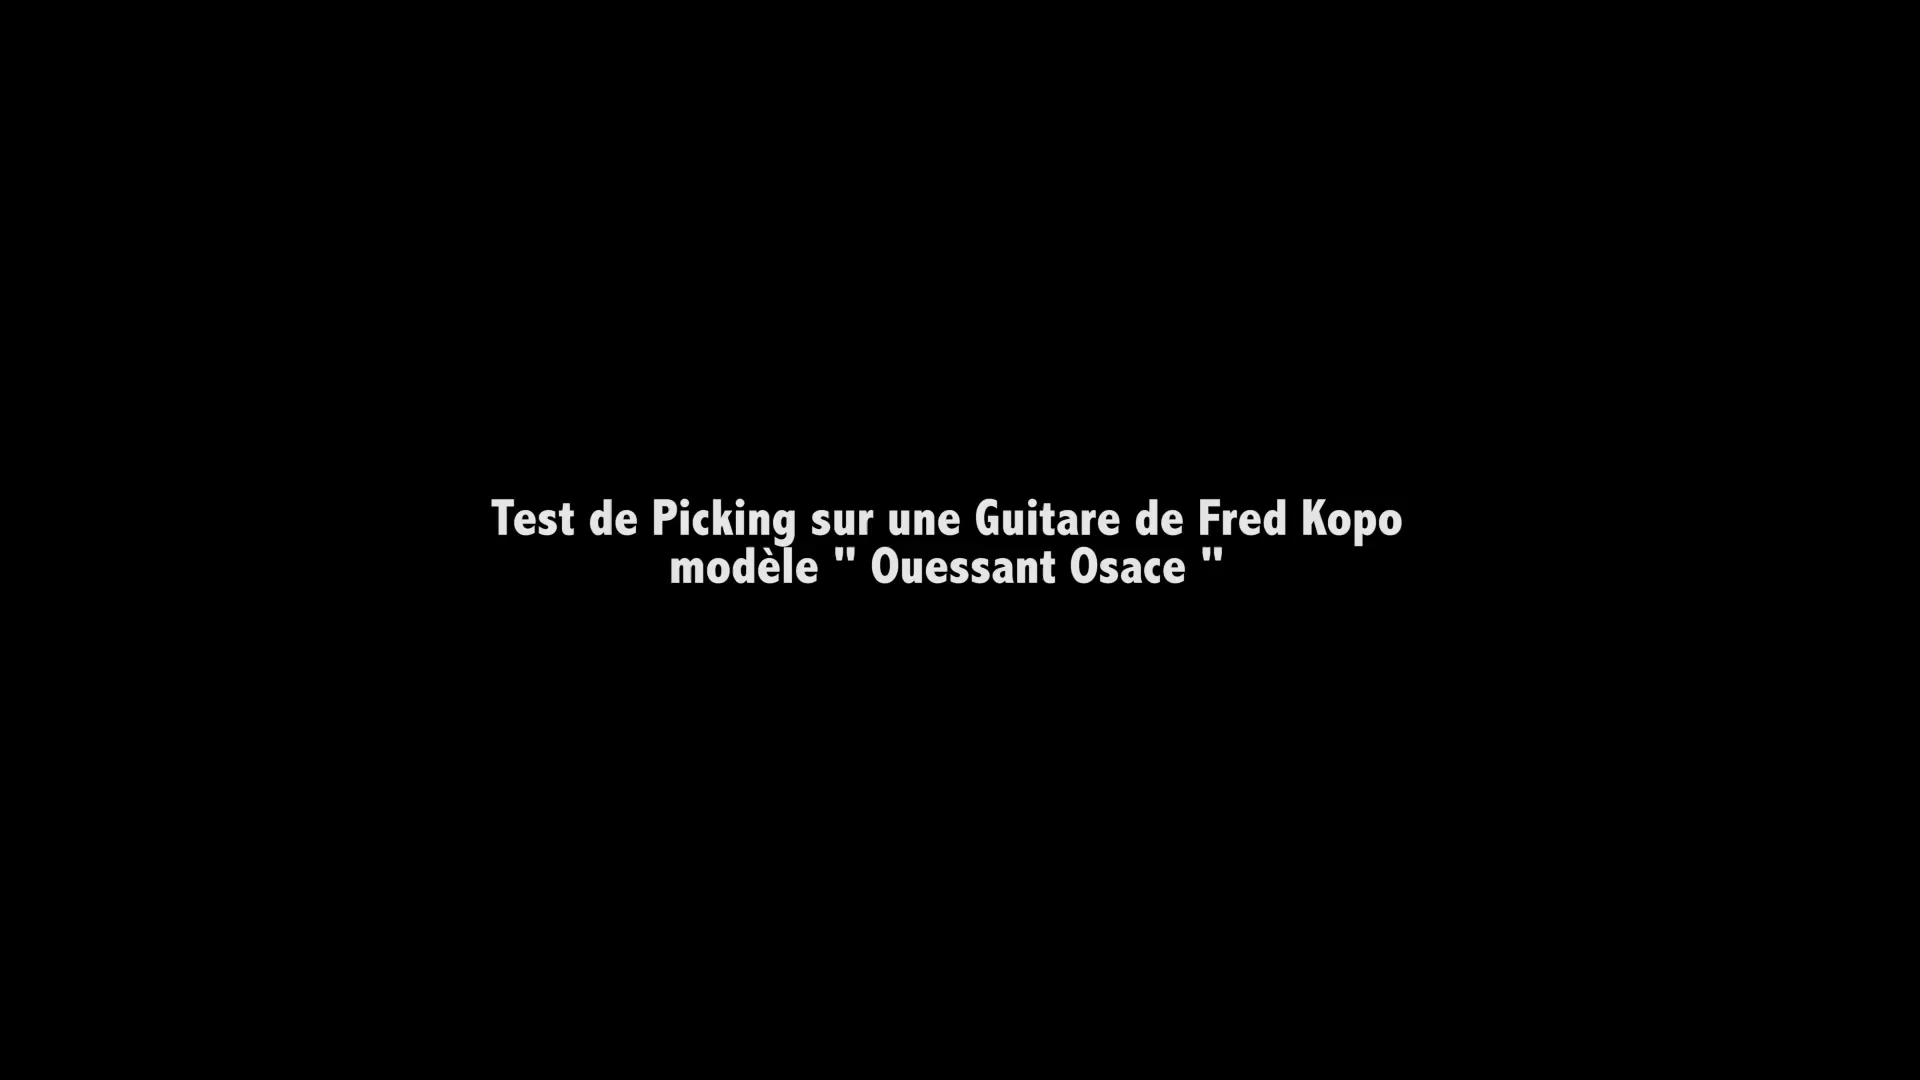 Test de Picking sur une Guitare de Fred Kopo
modèle " Ouessant Osace "